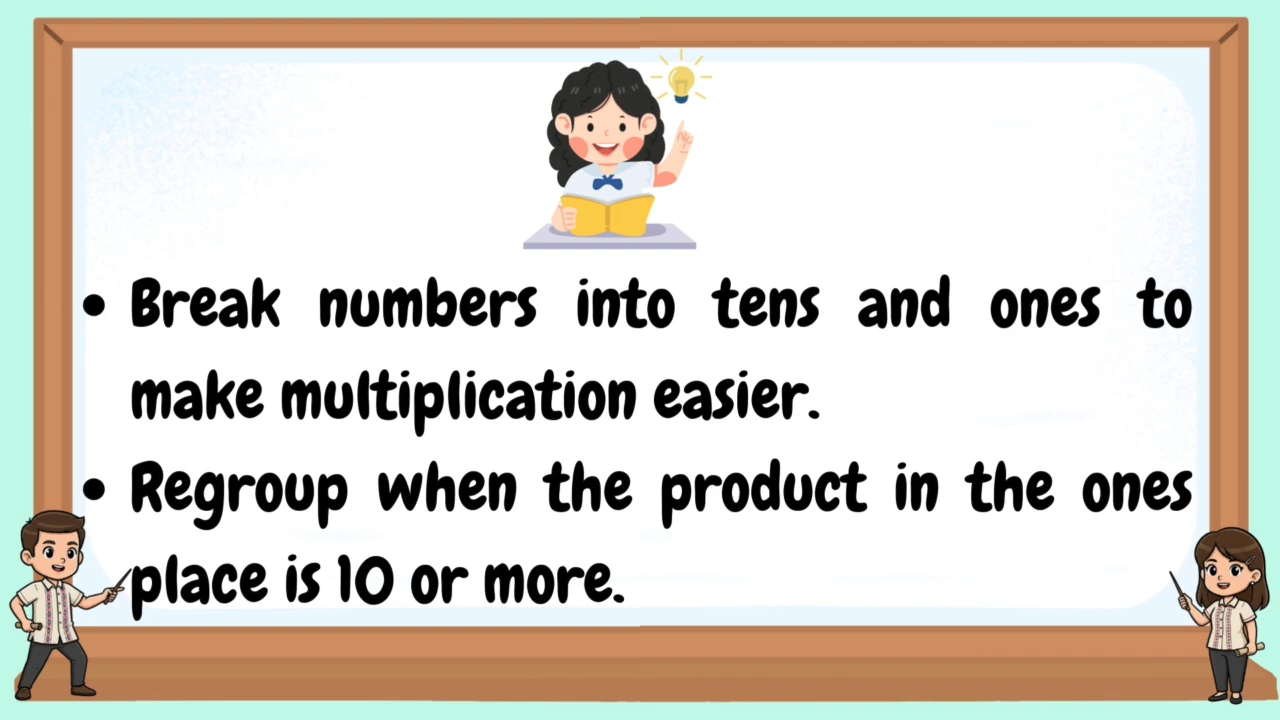 • Break numbers into tens and ones to
make multiplication easier.
• Regroup when the product in the ones
place is 10 or more.